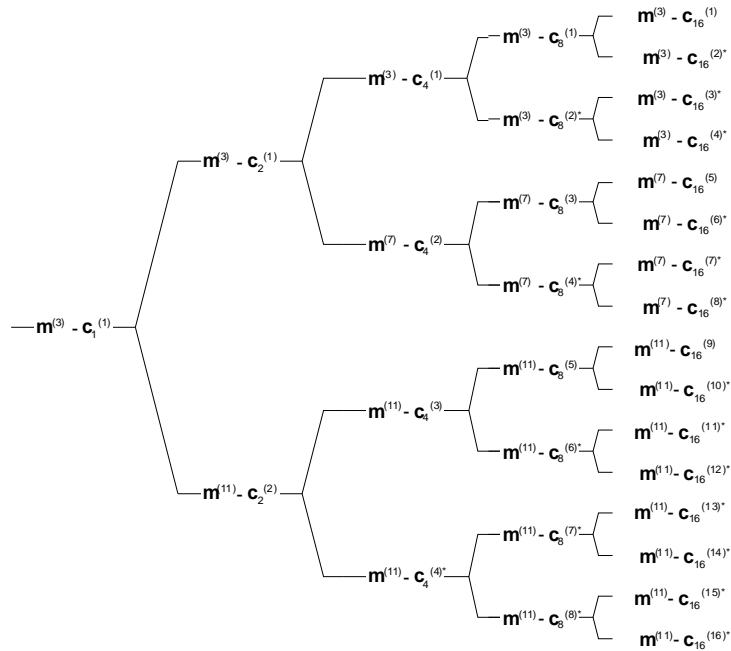 m(3) - c16(1)
m(3) - c8(1)
m(3) - c16(2)*
m(3) - c4(1)
m(3) - c16(3)*
m(3) - c8(2)*
m(3) - c16(4)*
m(3) - c2(1)
m(7) - c16(5)
m(7) - c8(3)
m(7) - c16(6)*
m(7) - c4(2)
m(7) - c16(7)*
m(7) - c8(4)*
m(7) - c16(8)*
m(3) - c1(1)
m(11) - c16(9)
m(11) - c8(5)
m(11) - c16(10)*
m(11) - c4(3)
m(11) - c16(11)*
m(11) - c8(6)*
m(11) - c16(12)*
m(11) - c2(2)
m(11) - c16(13)*
m(11) - c8(7)*
m(11) - c16(14)*
m(11) - c4(4)*
m(11) - c16(15)*
m(11) - c8(8)*
m(11) - c16(16)*